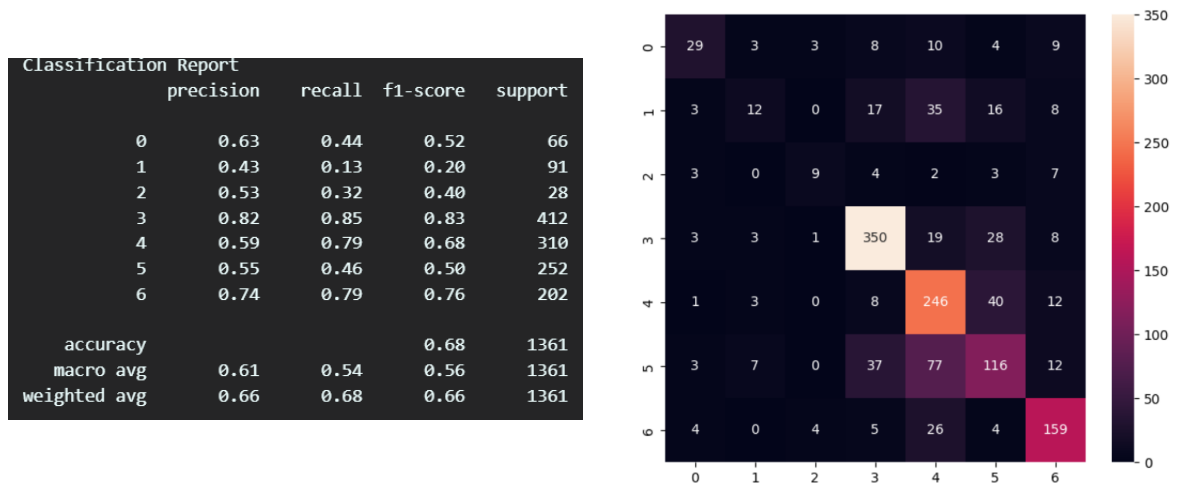 Classification Report
precision recall f1-score support
0 0.63 0.44 0.52 66
1 0.43 0.13 0.20 91
2 0.53 0.32 0.40 28
3 0.82 0.85 0.83 412
4 0.59 0.79 0.68 310
5 0.55 0.46 0.50 252
6 0.74 0.79 0.76 202
accuracy 0.68 1361
macro avg 0.61 0.54 0.56 1361
weighted avg 0.66 0.68 0.66 1361
0 29 3 3 8 10 4 9
1 3 12 0 17 35 16 8
2 3 0 9 4 2 3 7
3 3 3 1 350 19 28 8
4 1 3 0 8 246 40 12
5 3 7 0 37 77 116 12
6 4 0 4 5 26 4 159
0 1 2 3 4 5 6
350
300
250
200
150
100
50
0